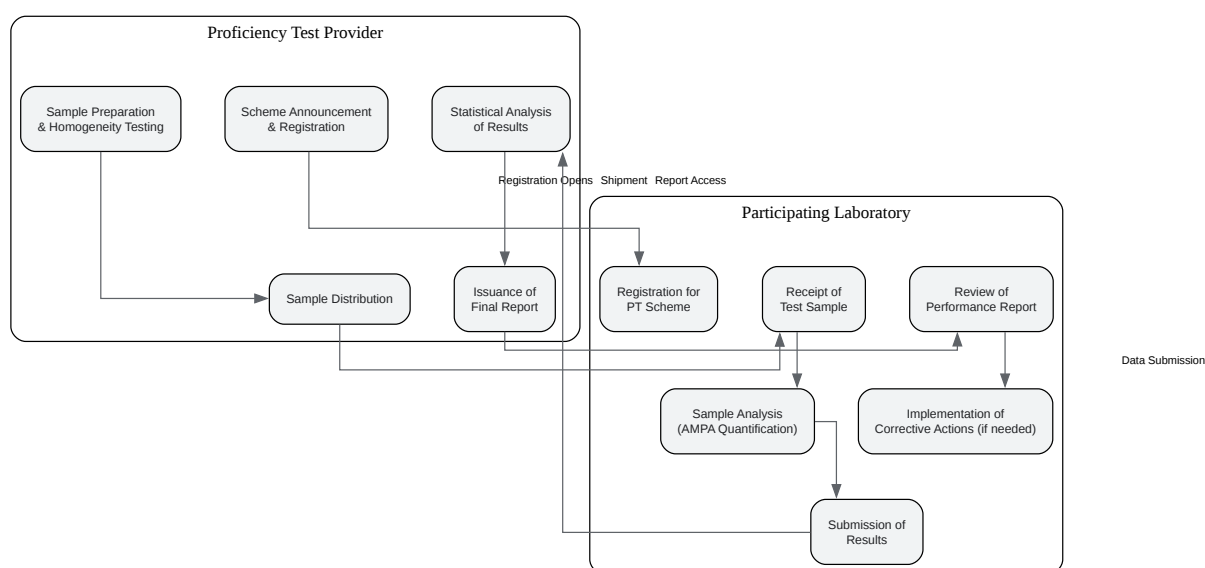 Proficiency Test Provider
Sample Preparation
& Homogeneity Testing
Scheme Announcement
& Registration
Statistical Analysis
of Results
Registration Opens
Shipment
Report Access
Participating Laboratory
Sample Distribution
Issuance of
Final Report
Registration for
PT Scheme
Receipt of
Test Sample
Review of
Performance Report
Data Submission
Sample Analysis
(AMPA Quantification)
Implementation of
Corrective Actions (if needed)
Submission of
Results